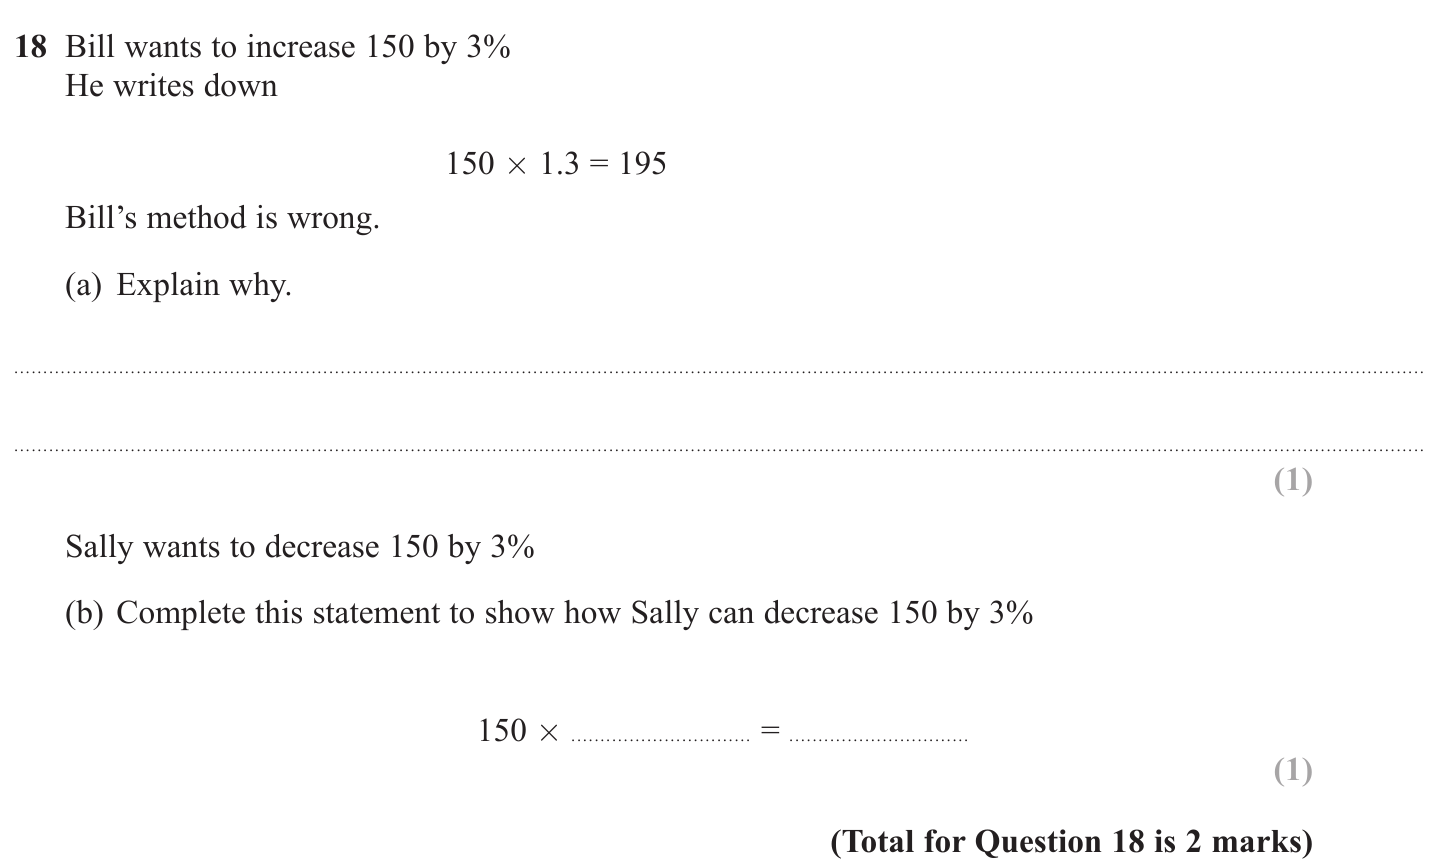 18 Bill wants to increase 150 by 3%
He writes down
150 × 1.3 = 195
Bill’s method is wrong.
(a) Explain why.
(1)
Sally wants to decrease 150 by 3%
(b) Complete this statement to show how Sally can decrease 150 by 3%
150 × .............................. = ..............................
(1)
(Total for Question 18 is 2 marks)